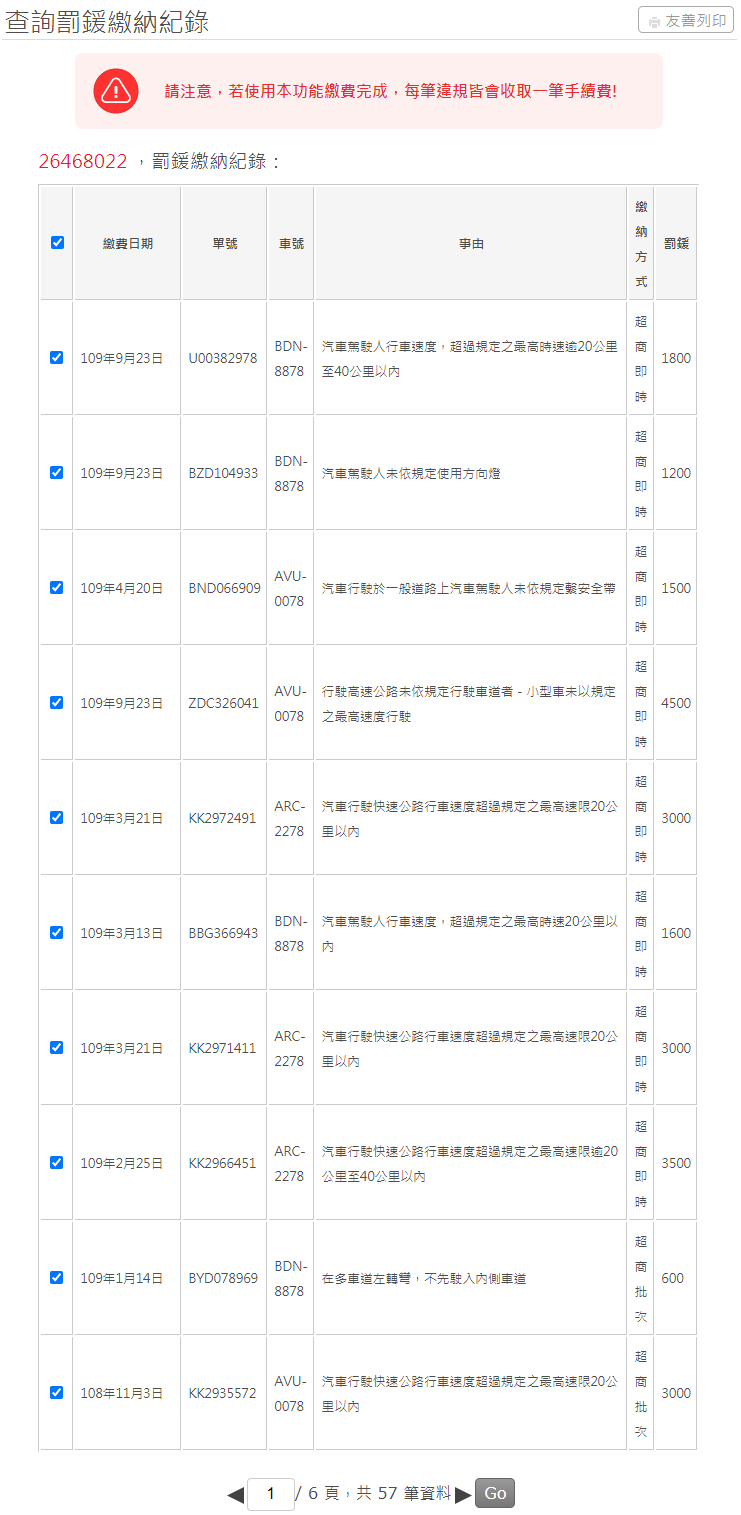 查詢罰鍰繳納紀錄
友善列印
請注意，若使用本功能繳費完成，每筆違規皆會收取一筆手續費!
26468022 ，罰鍰繳納紀錄：
繳費日期 單號 車號 事由 繳納方式 罰鍰
109年9月23日 U00382978 BDN-8878 汽車駕駛人行車速度，超過規定之最高時速逾20公里至40公里以內 超商即時 1800
109年9月23日 BZD104933 BDN-8878 汽車駕駛人未依規定使用方向燈 超商即時 1200
109年4月20日 BND066909 AVU-0078 汽車行駛於一般道路上汽車駕駛人未依規定繫安全帶 超商即時 1500
109年9月23日 ZDC326041 AVU-0078 行駛高速公路未依規定行駛車道者－小型車未以規定之最高速度行駛 超商即時 4500
109年3月21日 KK2972491 ARC-2278 汽車行駛快速公路行車速度超過規定之最高速限20公里以內 超商即時 3000
109年3月13日 BBG366943 BDN-8878 汽車駕駛人行車速度，超過規定之最高時速20公里以內 超商即時 1600
109年3月21日 KK2971411 ARC-2278 汽車行駛快速公路行車速度超過規定之最高速限20公里以內 超商即時 3000
109年2月25日 KK2966451 ARC-2278 汽車行駛快速公路行車速度超過規定之最高速限逾20公里至40公里以內 超商即時 3500
109年1月14日 BYD078969 BDN-8878 在多車道左轉彎，不先駛入內側車道 超商批次 600
108年11月3日 KK2935572 AVU-0078 汽車行駛快速公路行車速度超過規定之最高速限20公里以內 超商批次 3000
1 / 6 頁，共 57 筆資料 Go